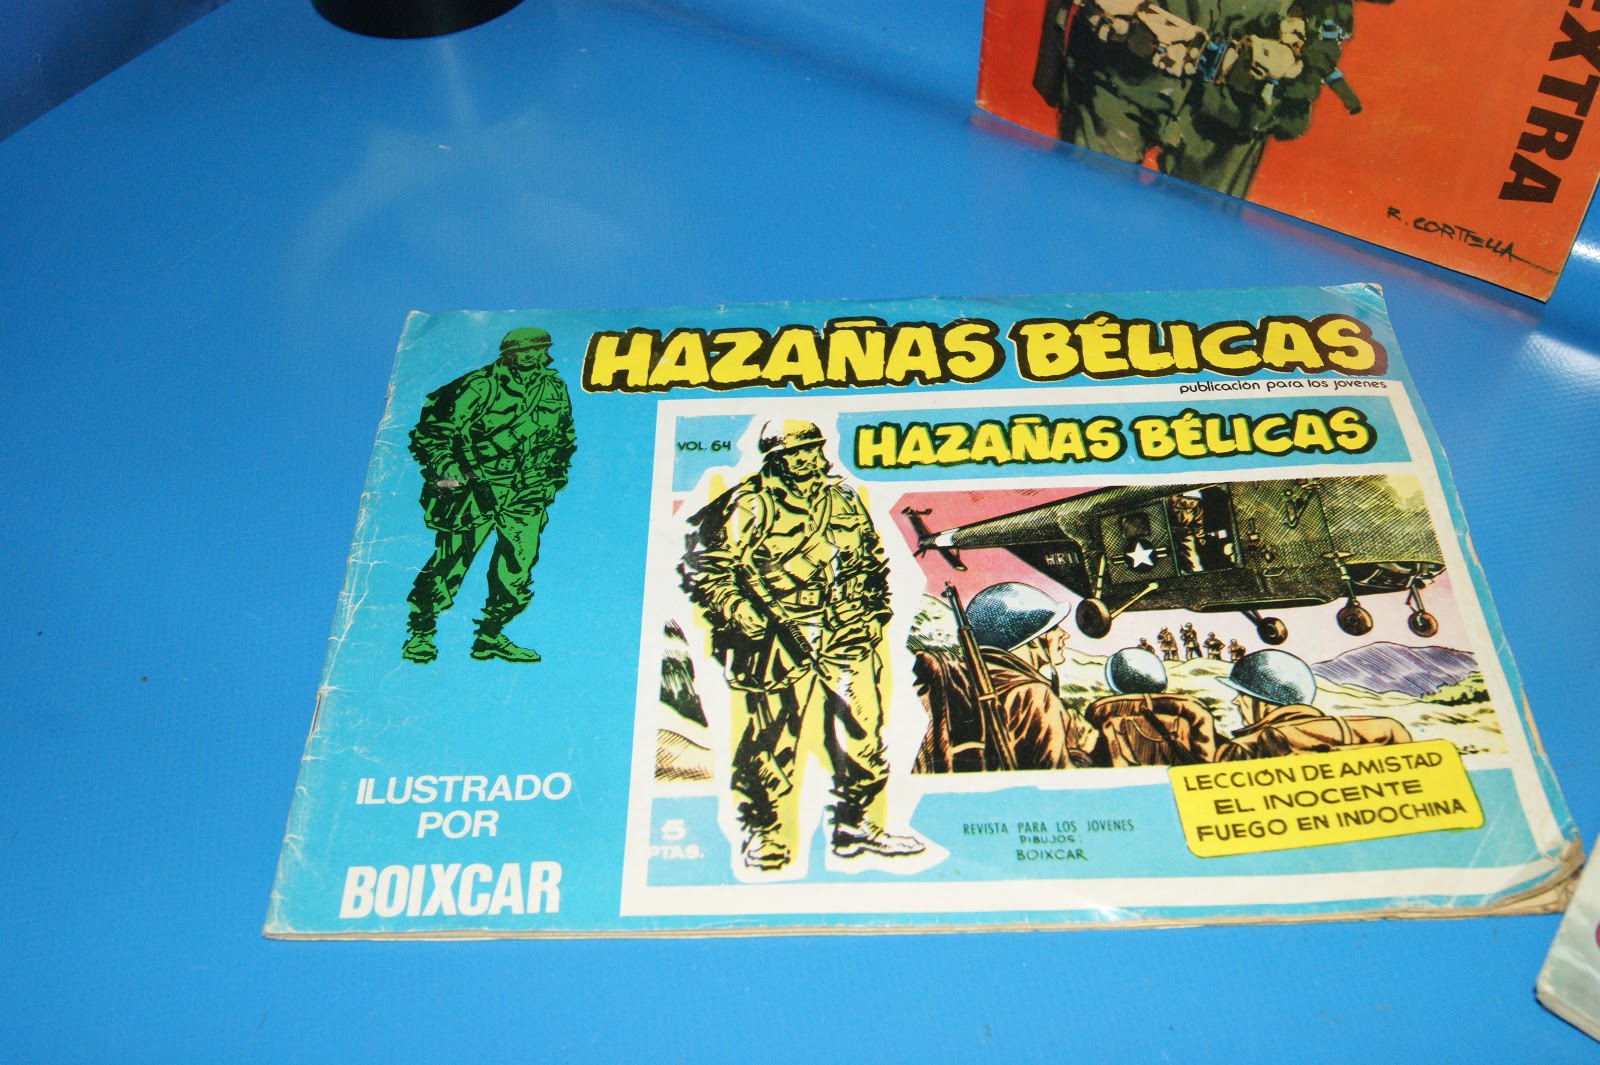 EXTRA
R. CORTIELLA
HAZAÑAS BÉLICAS
publicación para los jovenes
VOL. 64
HAZAÑAS BÉLICAS
HR11
LECCIÓN DE AMISTAD
EL INOCENTE
FUEGO EN INDOCHINA
5
PTAS.
REVISTA PARA LOS JOVENES
DIBUJOS:
BOIXCAR
ILUSTRADO
POR
BOIXCAR